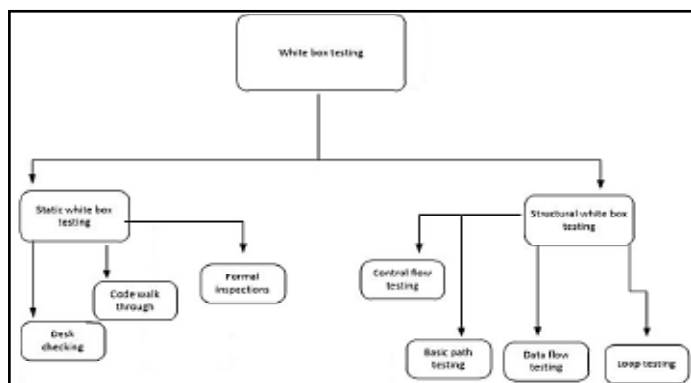 White box testing
Static white box
testing
Structural white box
testing
Formal
inspections
Control flow
testing
Code walk
through
Desk
checking
Basic path
testing
Data flow
testing
Loop testing